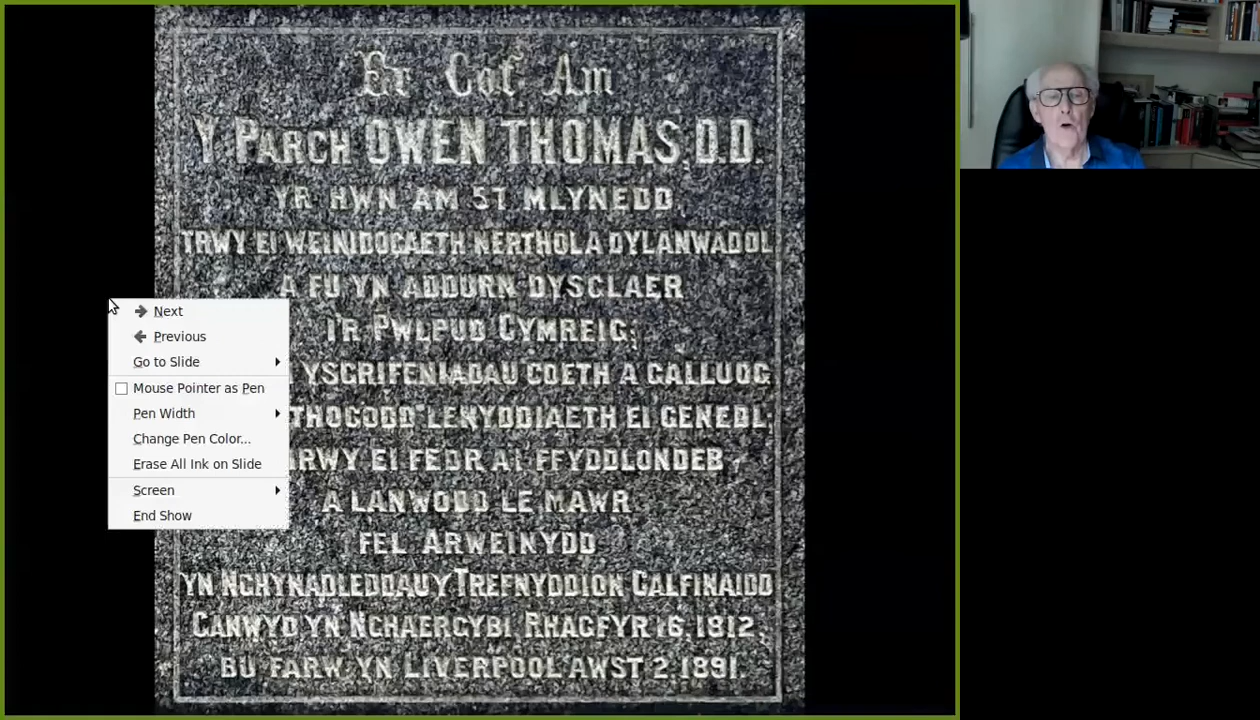 Er Cof Am
Y PARCH OWEN THOMAS, D.D.
YR HWN AM 57 MLYNEDD,
TRWY EI WEINIDOGAETH NERTHOL A DYLANWADOL
A FU YN ADDURN DYSCLAER
I'R PWLPUD CYMREIG;
YSGRIFENIADAU COETH A GALLUOG
THOGODD LENYDDIAETH EI GENEDL;
RWY EI FEDR A'I FFYDDLONDEB
A LANWODD LE MAWR
FEL ARWEINYDD
YN NGHYNADLEDDAU Y TREFNYDDION CALFINAIDD
GANWYD YN NGHAERGYBI RHAGFYR 16, 1812,
BU FARW YN LIVERPOOL AWST 2, 1891.
Next
Previous
Go to Slide
Mouse Pointer as Pen
Pen Width
Change Pen Color...
Erase All Ink on Slide
Screen
End Show